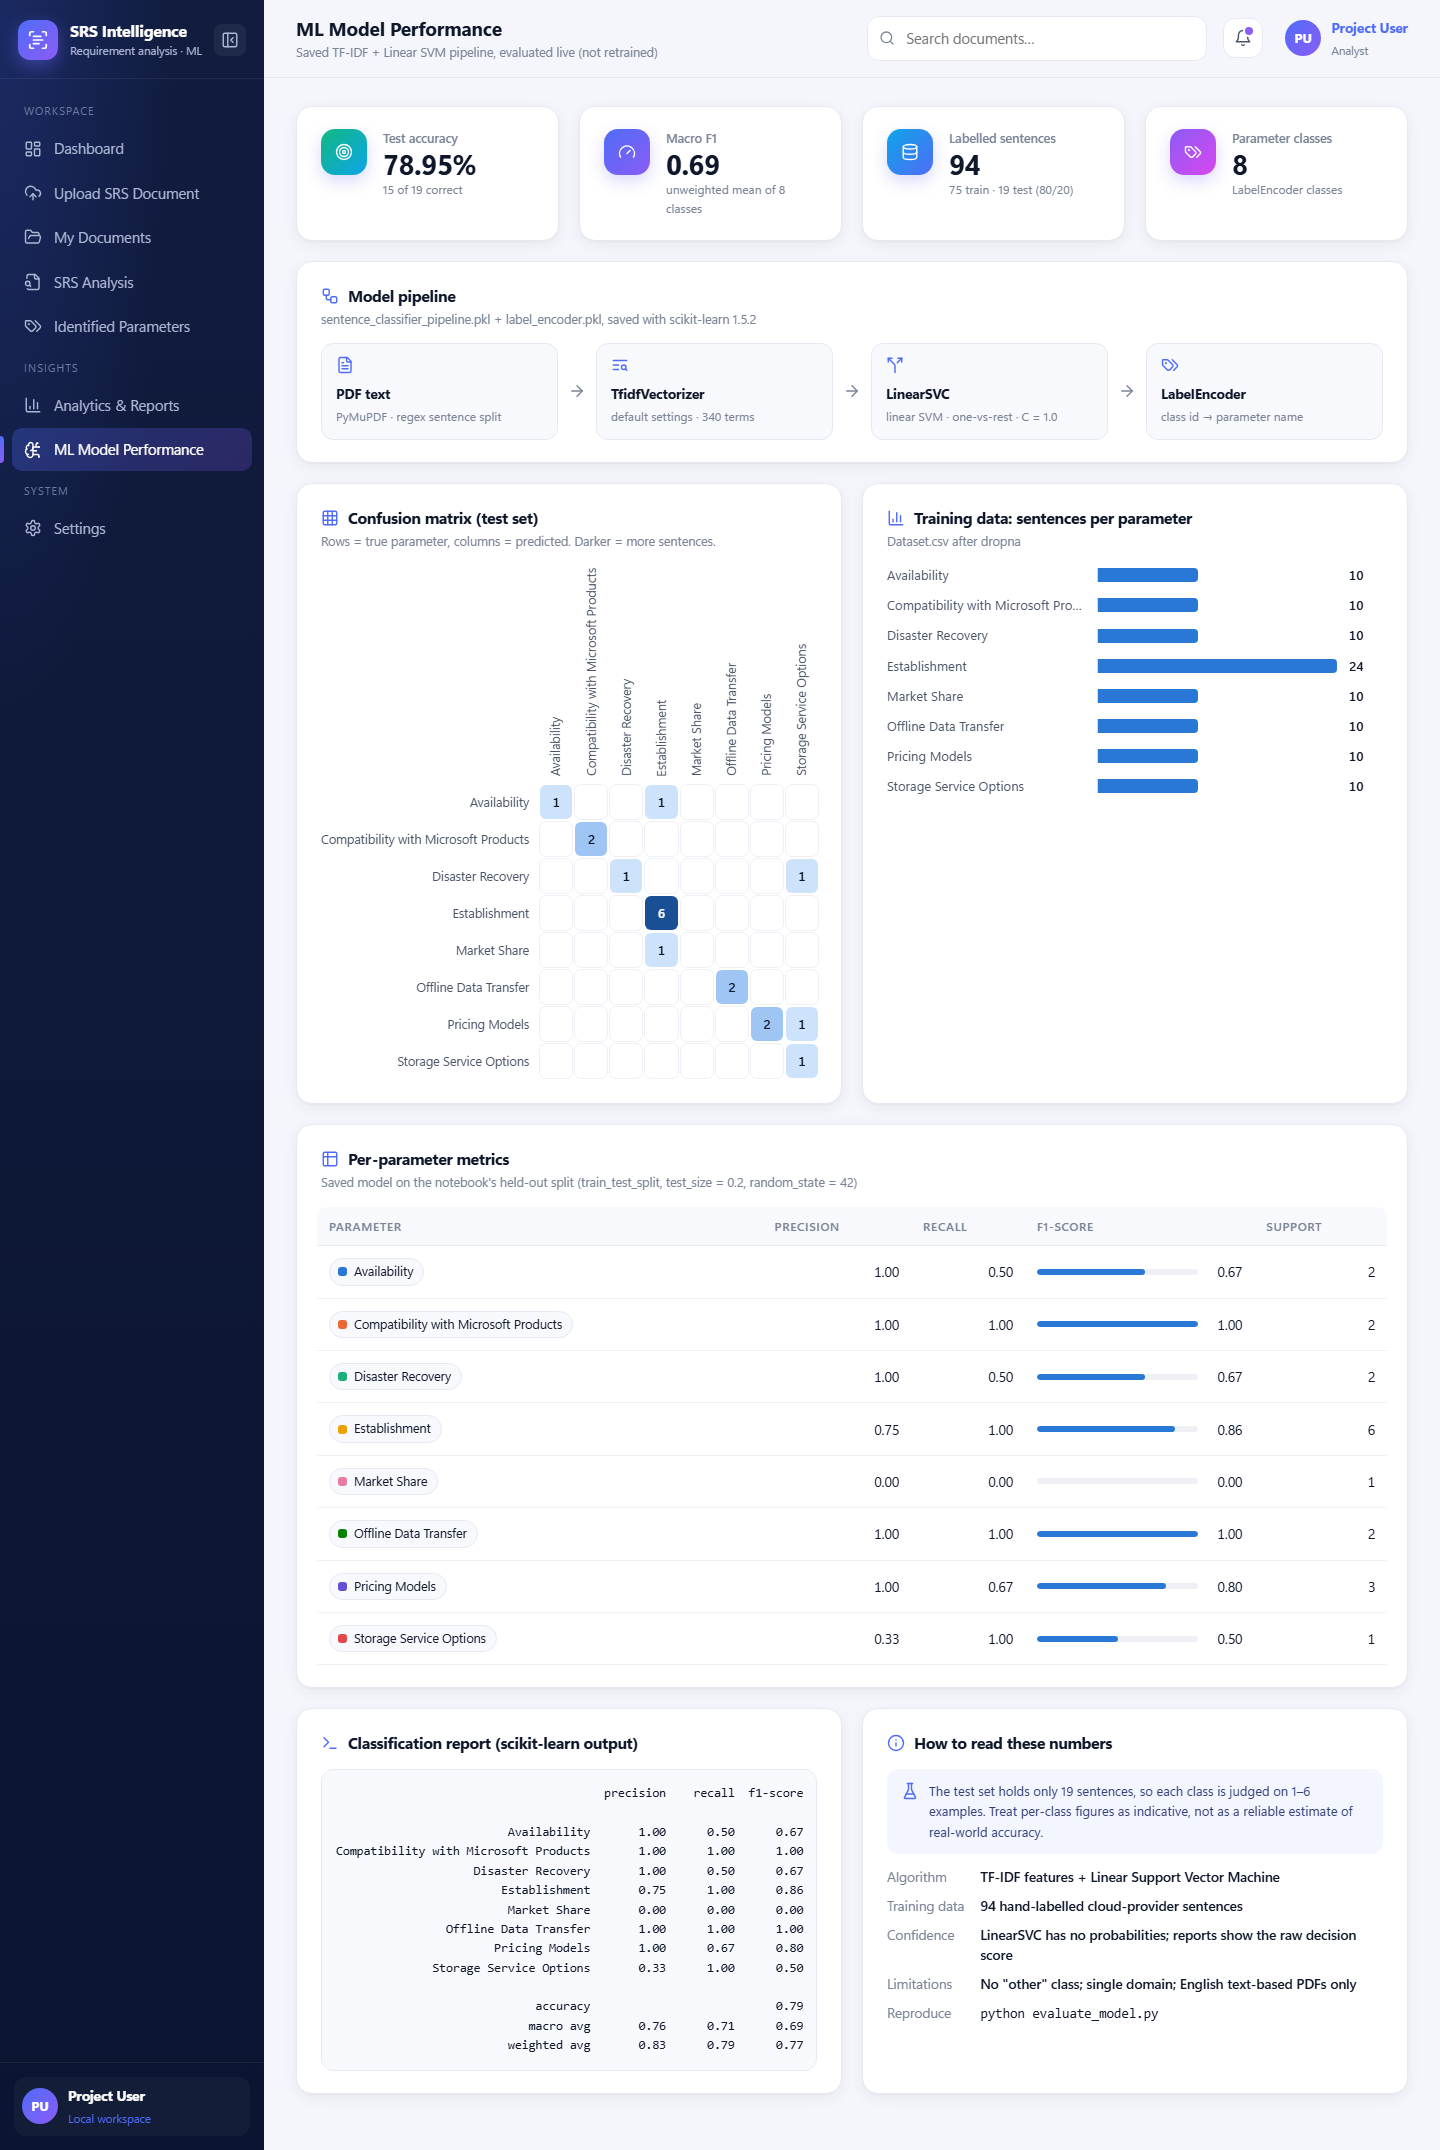 SRS Intelligence
Requirement analysis · ML
WORKSPACE
Dashboard
Upload SRS Document
My Documents
SRS Analysis
Identified Parameters
INSIGHTS
Analytics & Reports
ML Model Performance
SYSTEM
Settings
PU
Project User
Local workspace
ML Model Performance
Saved TF-IDF + Linear SVM pipeline, evaluated live (not retrained)
Search documents...
PU
Project User
Analyst
Test accuracy
78.95%
15 of 19 correct
Macro F1
0.69
unweighted mean of 8
classes
Labelled sentences
94
75 train · 19 test (80/20)
Parameter classes
8
LabelEncoder classes
Model pipeline
sentence_classifier_pipeline.pkl + label_encoder.pkl, saved with scikit-learn 1.5.2
PDF text
PyMuPDF · regex sentence split
TfidfVectorizer
default settings · 340 terms
LinearSVC
linear SVM · one-vs-rest · C = 1.0
LabelEncoder
class id → parameter name
Confusion matrix (test set)
Rows = true parameter, columns = predicted. Darker = more sentences.
Availability
Compatibility with Microsoft Products
Disaster Recovery
Establishment
Market Share
Offline Data Transfer
Pricing Models
Storage Service Options
Availability 1 1
Compatibility with Microsoft Products 2
Disaster Recovery 1 1
Establishment 6
Market Share 1
Offline Data Transfer 2
Pricing Models 2 1
Storage Service Options 1
Training data: sentences per parameter
Dataset.csv after dropna
Availability 10
Compatibility with Microsoft Pro... 10
Disaster Recovery 10
Establishment 24
Market Share 10
Offline Data Transfer 10
Pricing Models 10
Storage Service Options 10
Per-parameter metrics
Saved model on the notebook's held-out split (train_test_split, test_size = 0.2, random_state = 42)
PARAMETER PRECISION RECALL F1-SCORE SUPPORT
Availability 1.00 0.50 0.67 2
Compatibility with Microsoft Products 1.00 1.00 1.00 2
Disaster Recovery 1.00 0.50 0.67 2
Establishment 0.75 1.00 0.86 6
Market Share 0.00 0.00 0.00 1
Offline Data Transfer 1.00 1.00 1.00 2
Pricing Models 1.00 0.67 0.80 3
Storage Service Options 0.33 1.00 0.50 1
Classification report (scikit-learn output)
precision recall f1-score
Availability 1.00 0.50 0.67
Compatibility with Microsoft Products 1.00 1.00 1.00
Disaster Recovery 1.00 0.50 0.67
Establishment 0.75 1.00 0.86
Market Share 0.00 0.00 0.00
Offline Data Transfer 1.00 1.00 1.00
Pricing Models 1.00 0.67 0.80
Storage Service Options 0.33 1.00 0.50
accuracy 0.79
macro avg 0.76 0.71 0.69
weighted avg 0.83 0.79 0.77
How to read these numbers
The test set holds only 19 sentences, so each class is judged on 1–6
examples. Treat per-class figures as indicative, not as a reliable estimate of
real-world accuracy.
Algorithm TF-IDF features + Linear Support Vector Machine
Training data 94 hand-labelled cloud-provider sentences
Confidence LinearSVC has no probabilities; reports show the raw decision
score
Limitations No "other" class; single domain; English text-based PDFs only
Reproduce python evaluate_model.py